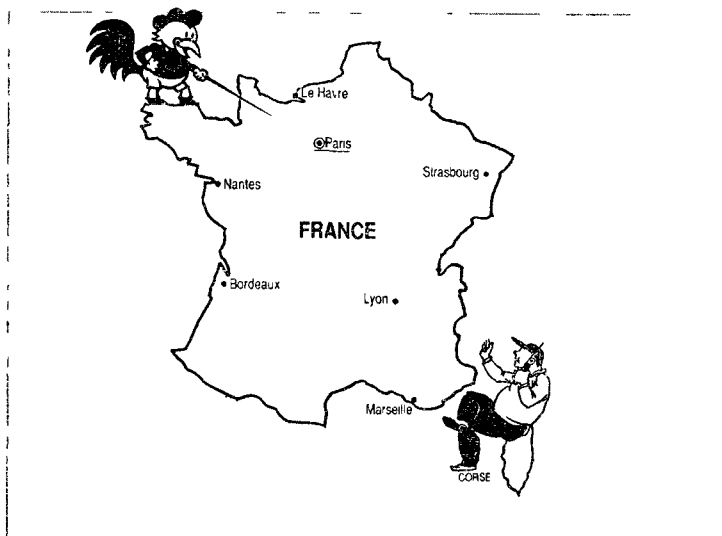 Le Havre
Paris
Strasbourg
Nantes
FRANCE
Bordeaux
Lyon
Marseille
CORSE